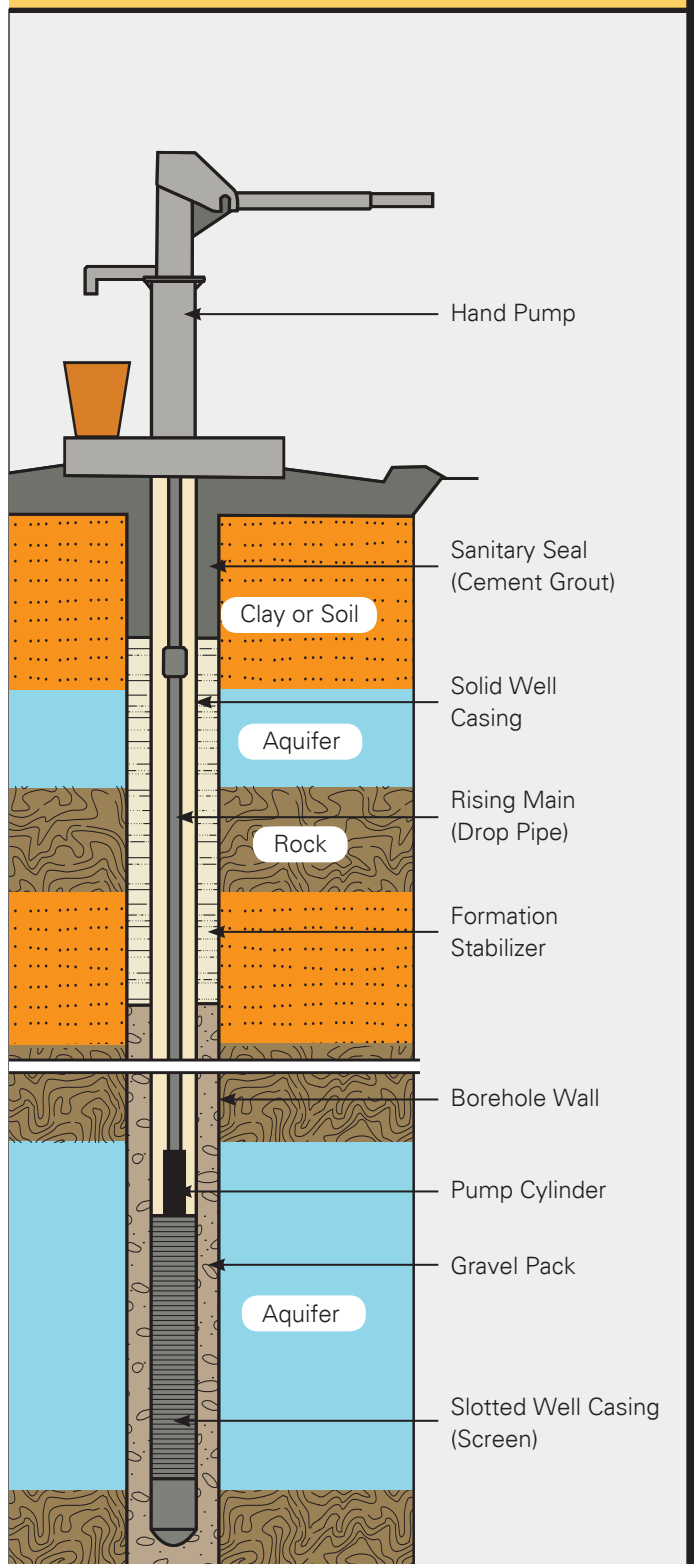 Hand Pump
Sanitary Seal
(Cement Grout)
Clay or Soil
Solid Well
Casing
Aquifer
Rising Main
(Drop Pipe)
Rock
Formation
Stabilizer
Borehole Wall
Pump Cylinder
Gravel Pack
Aquifer
Slotted Well Casing
(Screen)